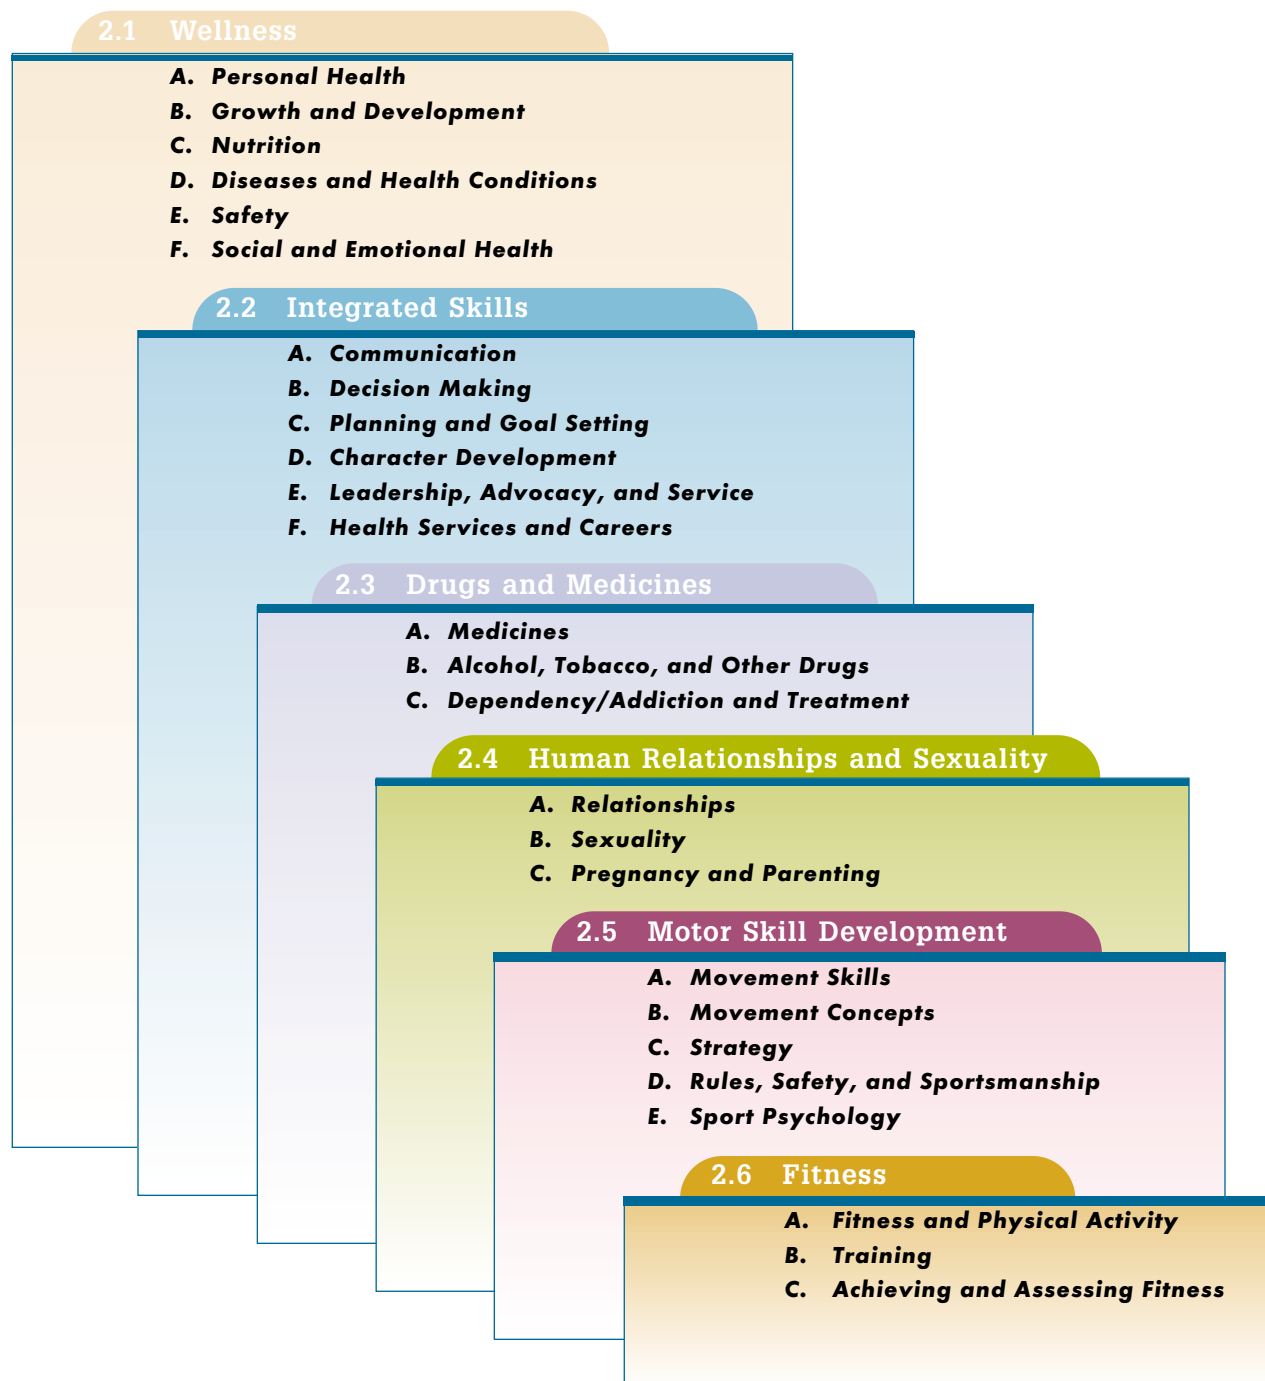 2.1 Wellness
A. Personal Health
B. Growth and Development
C. Nutrition
D. Diseases and Health Conditions
E. Safety
F. Social and Emotional Health
2.2 Integrated Skills
A. Communication
B. Decision Making
C. Planning and Goal Setting
D. Character Development
E. Leadership, Advocacy, and Service
F. Health Services and Careers
2.3 Drugs and Medicines
A. Medicines
B. Alcohol, Tobacco, and Other Drugs
C. Dependency/Addiction and Treatment
2.4 Human Relationships and Sexuality
A. Relationships
B. Sexuality
C. Pregnancy and Parenting
2.5 Motor Skill Development
A. Movement Skills
B. Movement Concepts
C. Strategy
D. Rules, Safety, and Sportsmanship
E. Sport Psychology
2.6 Fitness
A. Fitness and Physical Activity
B. Training
C. Achieving and Assessing Fitness